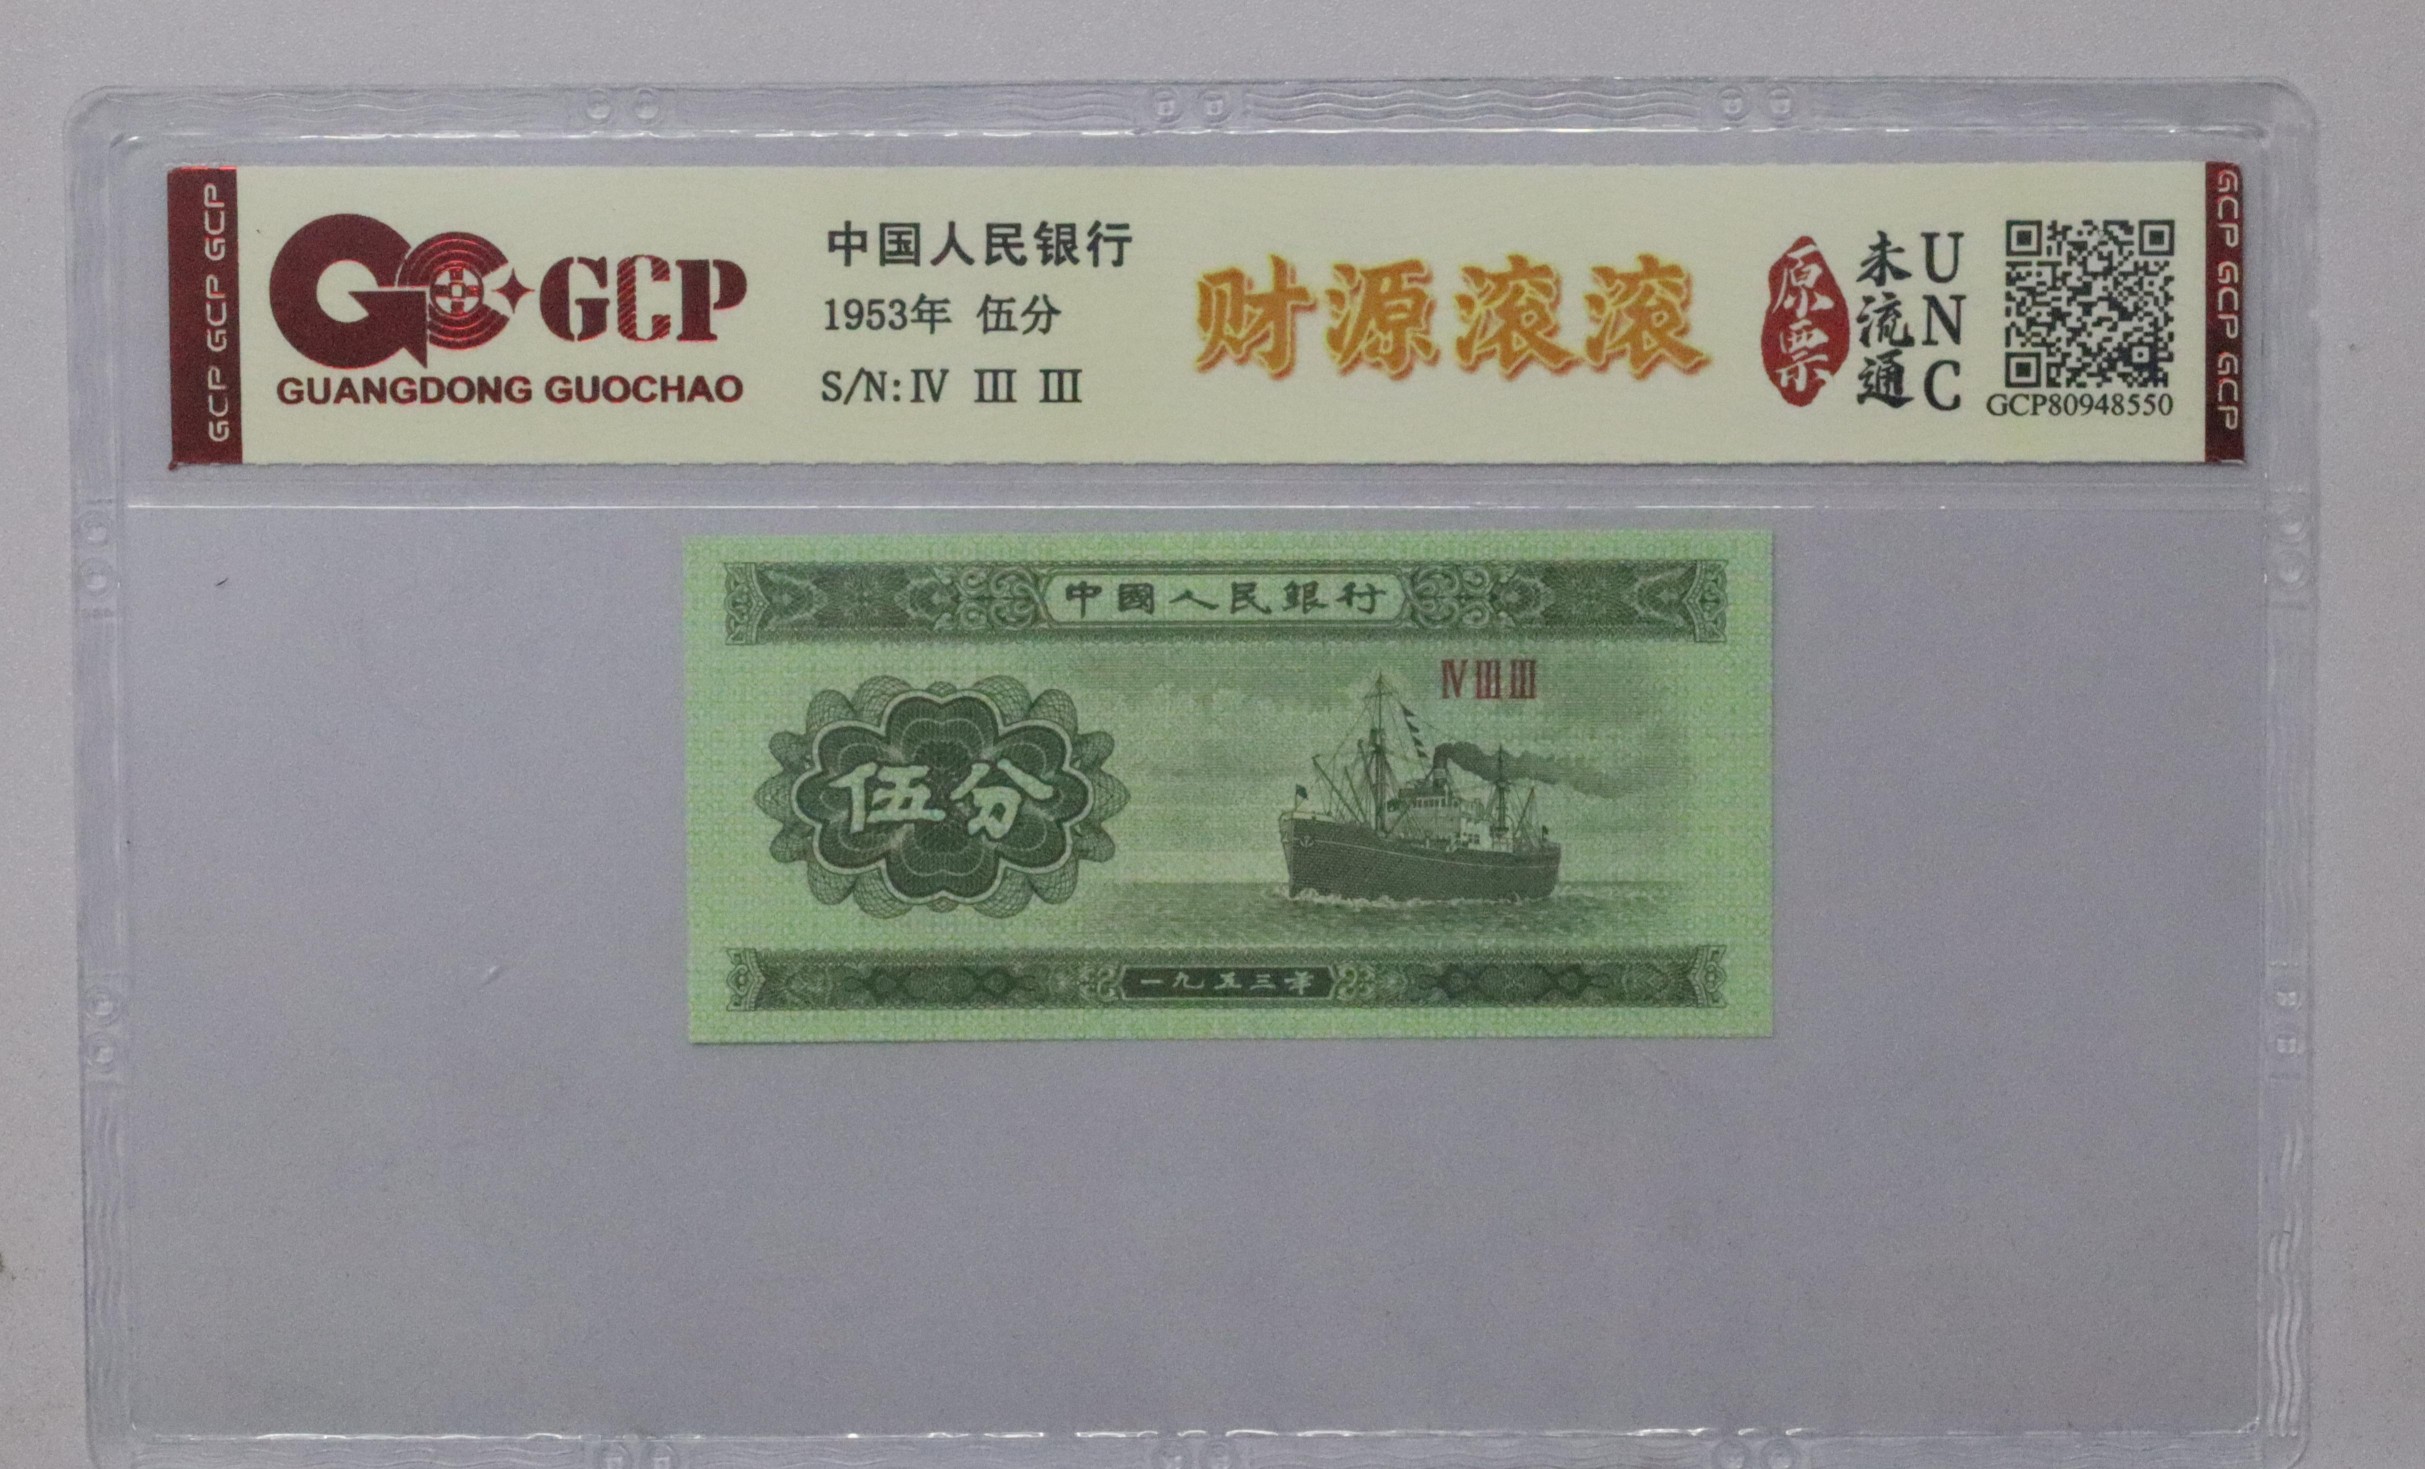 GCP GCP GCP
GCP
GUANGDONG GUOCHAO
中国人民银行
1953年 伍分
S/N: Ⅳ Ⅲ Ⅲ
财源滚滚
原票
未流通
UNC
GCP80948550
GCP GCP GCP
中國人民銀行
Ⅳ Ⅲ Ⅲ
伍分
一九五三年